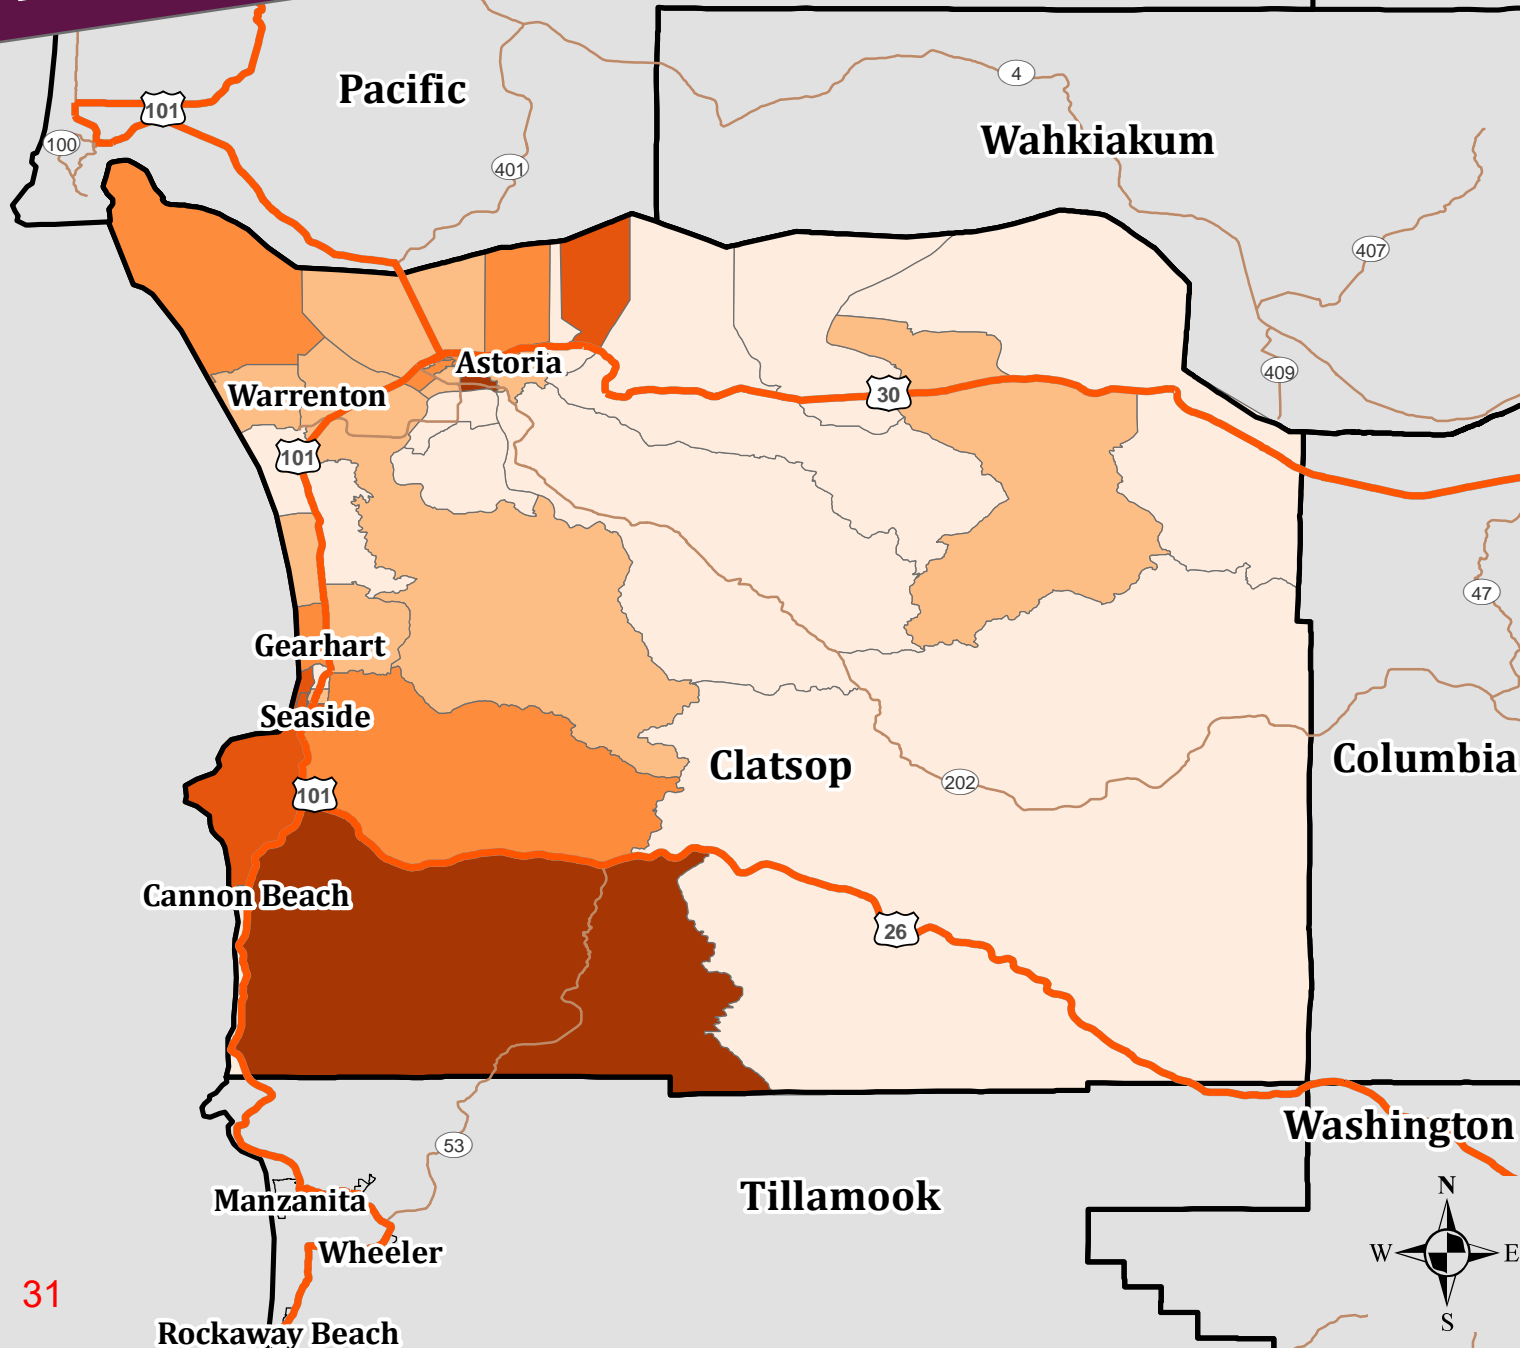 4
Pacific
101
Wahkiakum
100
401
407
Astoria
409
Warrenton
30
101
47
Gearhart
Seaside
Clatsop
Columbia
202
101
Cannon Beach
26
Washington
53
N
Tillamook
Manzanita
W
E
Wheeler
31
S
Rockaway Beach